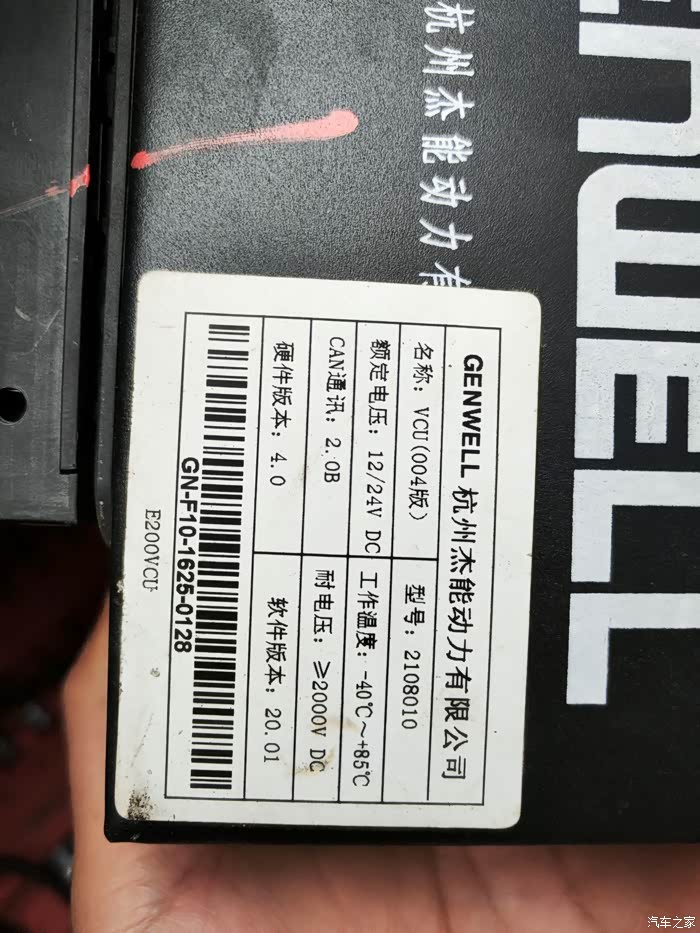 ENWELL
杭州杰能动力有
GENWELL 杭州杰能动力有限公司
名称: VCU(004版) 型号: 2108010
额定电压: 12/24V DC 工作温度: -40℃~+85℃
CAN通讯: 2.0B 耐电压: ≥2000V DC
硬件版本: 4.0 软件版本: 20.01
GN-F10-1625-0128
E200VCU
汽车之家